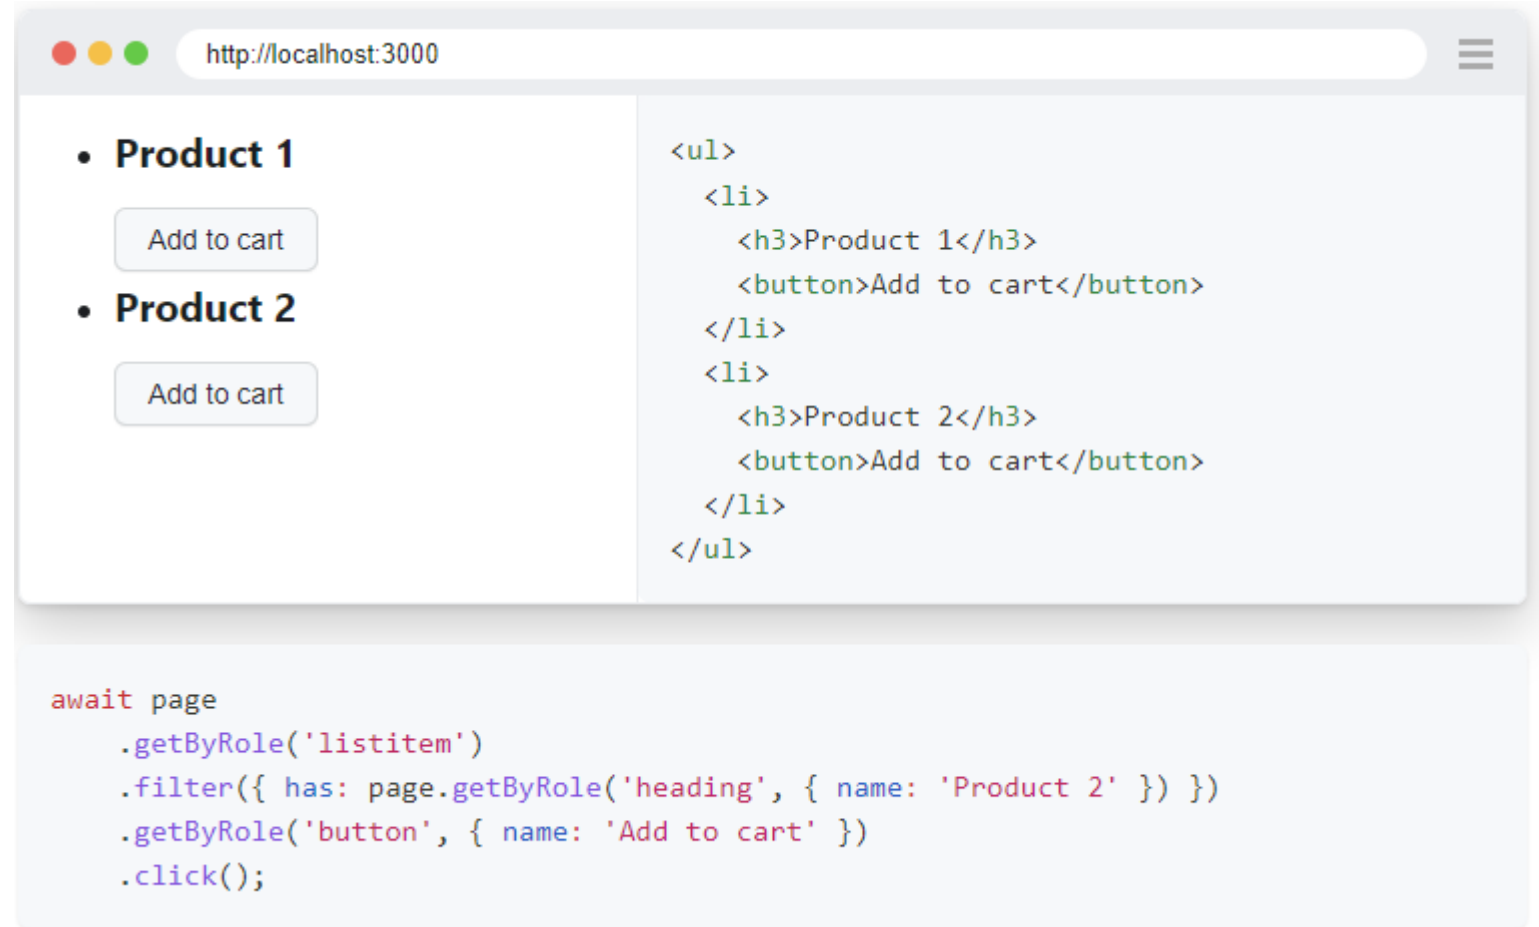 http://localhost:3000
• Product 1
Add to cart
• Product 2
Add to cart
<ul>
  <li>
    <h3>Product 1</h3>
    <button>Add to cart</button>
  </li>
  <li>
    <h3>Product 2</h3>
    <button>Add to cart</button>
  </li>
</ul>
await page
    .getByRole('listitem')
    .filter({ has: page.getByRole('heading', { name: 'Product 2' }) })
    .getByRole('button', { name: 'Add to cart' })
    .click();